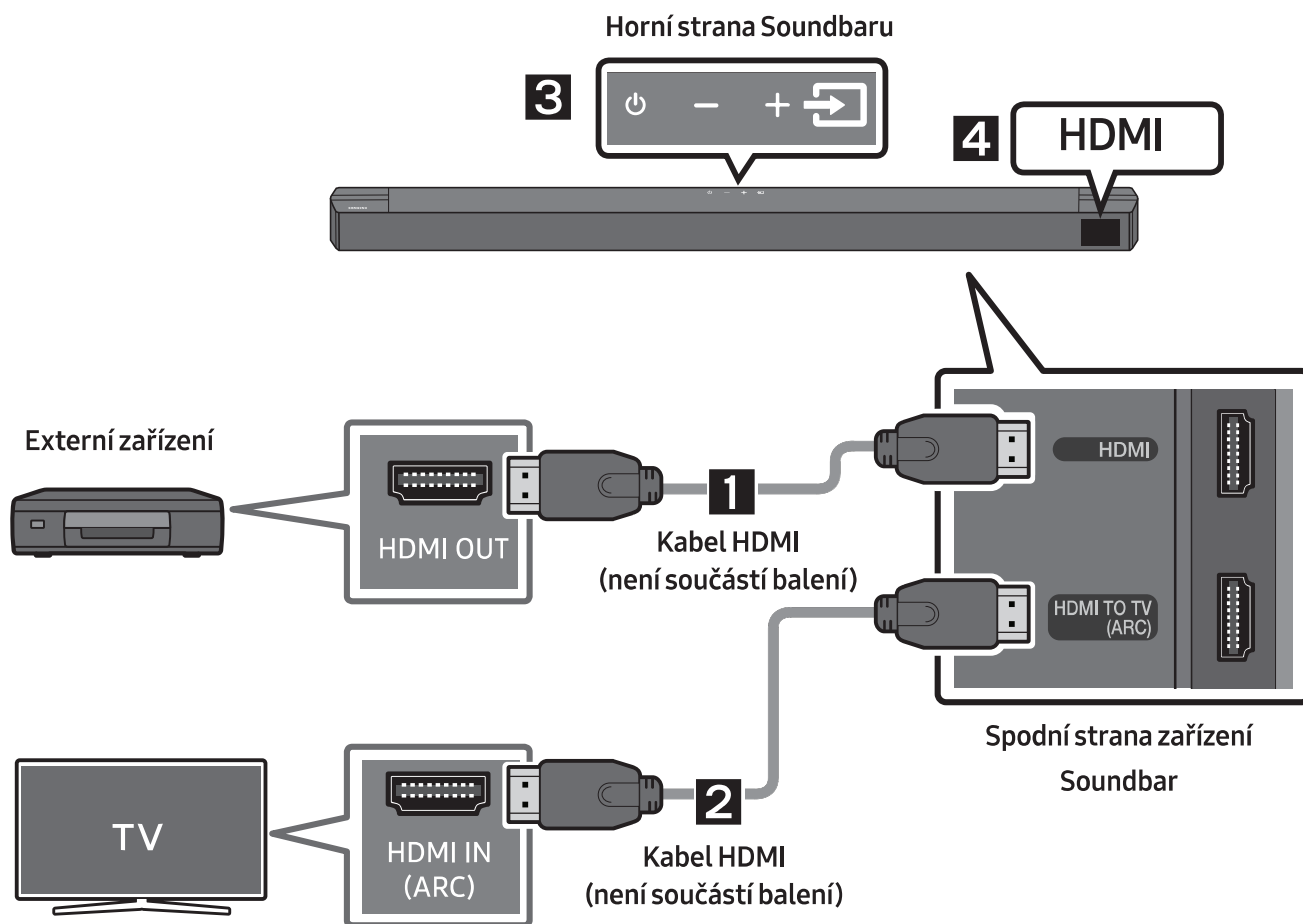 Horní strana Soundbaru
3
4
HDMI
Externí zařízení
HDMI OUT
1
Kabel HDMI
(není součástí balení)
HDMI
HDMI TO TV
(ARC)
Spodní strana zařízení
Soundbar
TV
HDMI IN
(ARC)
2
Kabel HDMI
(není součástí balení)